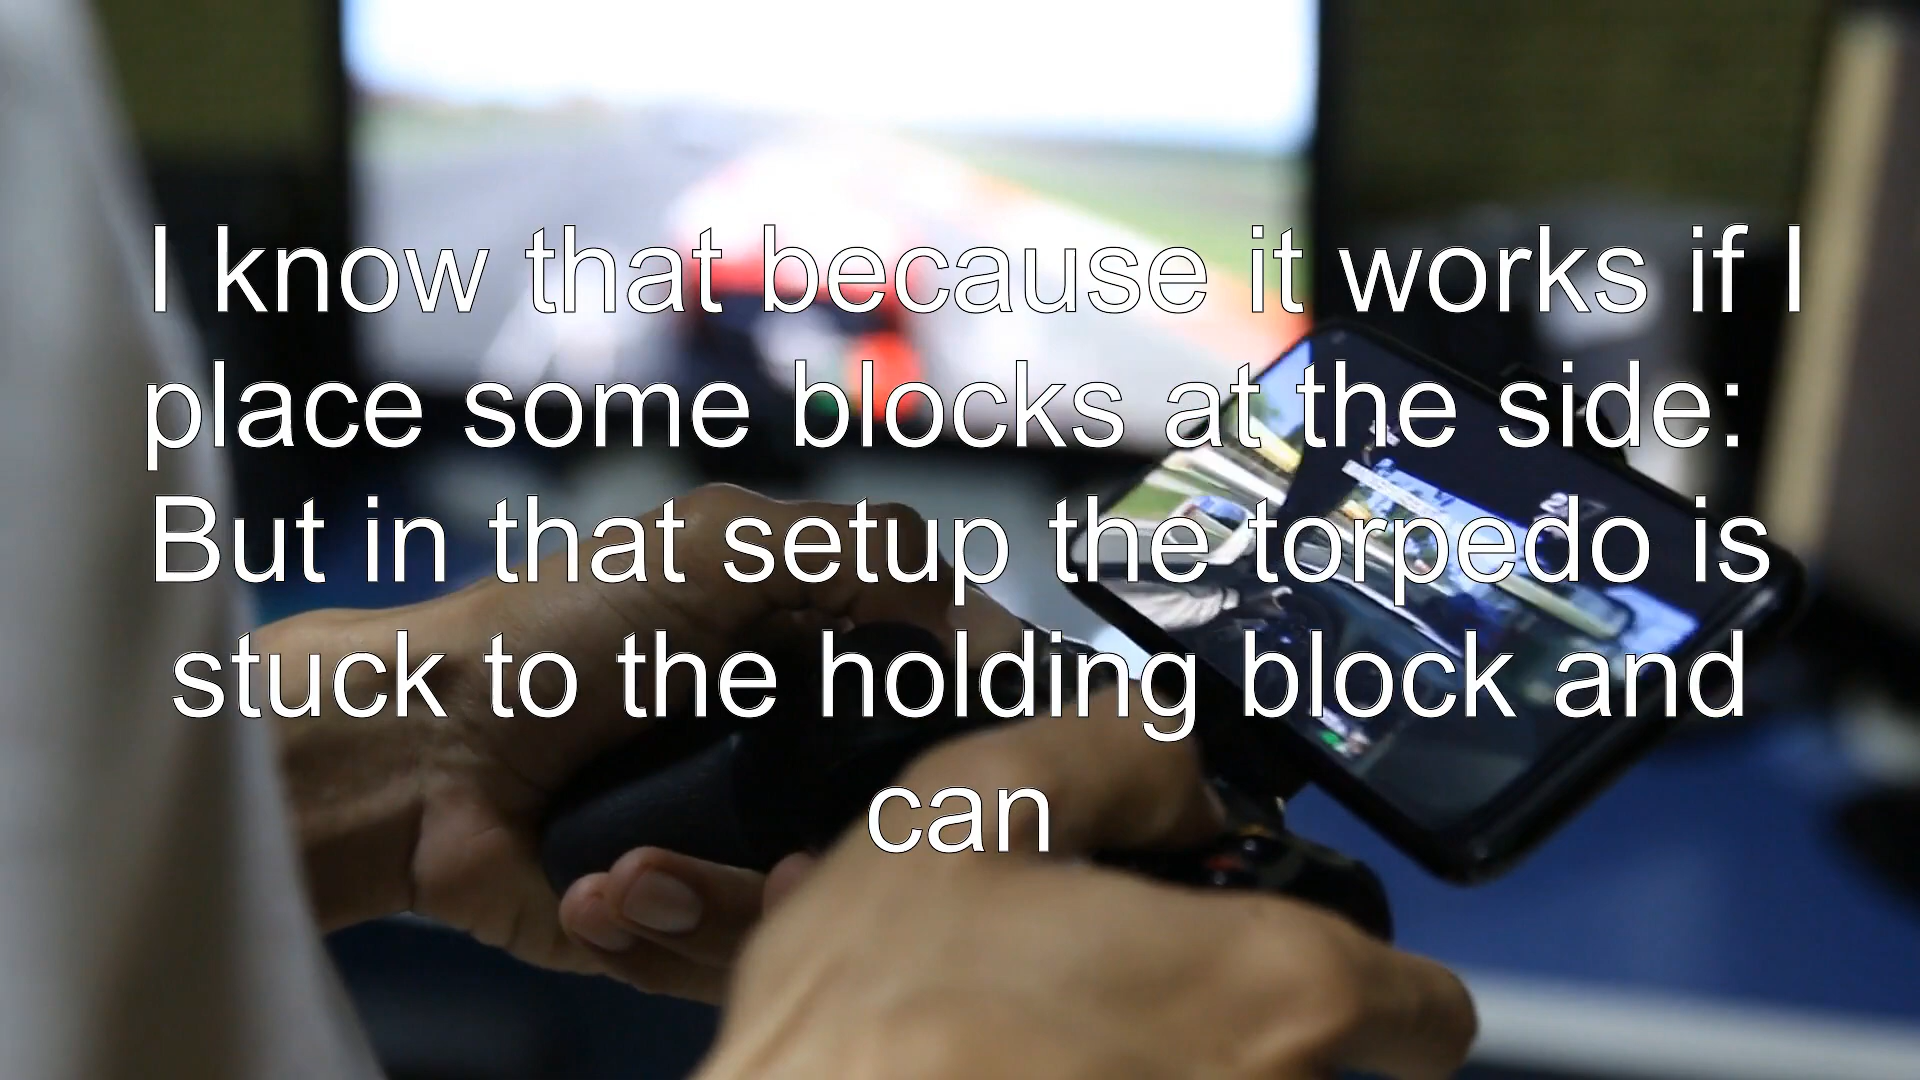 I know that because it works if I
place some blocks at the side:
But in that setup the torpedo is
stuck to the holding block and
can